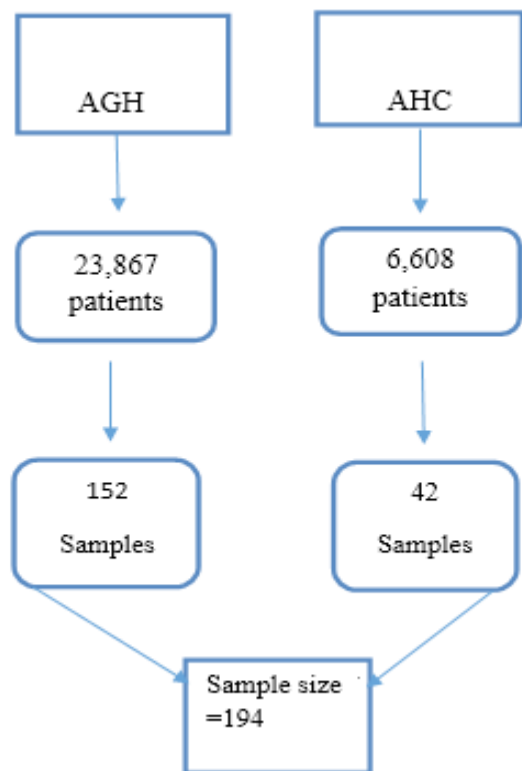 AGH
AHC
23,867
patients
6,608
patients
152
Samples
42
Samples
Sample size
=194